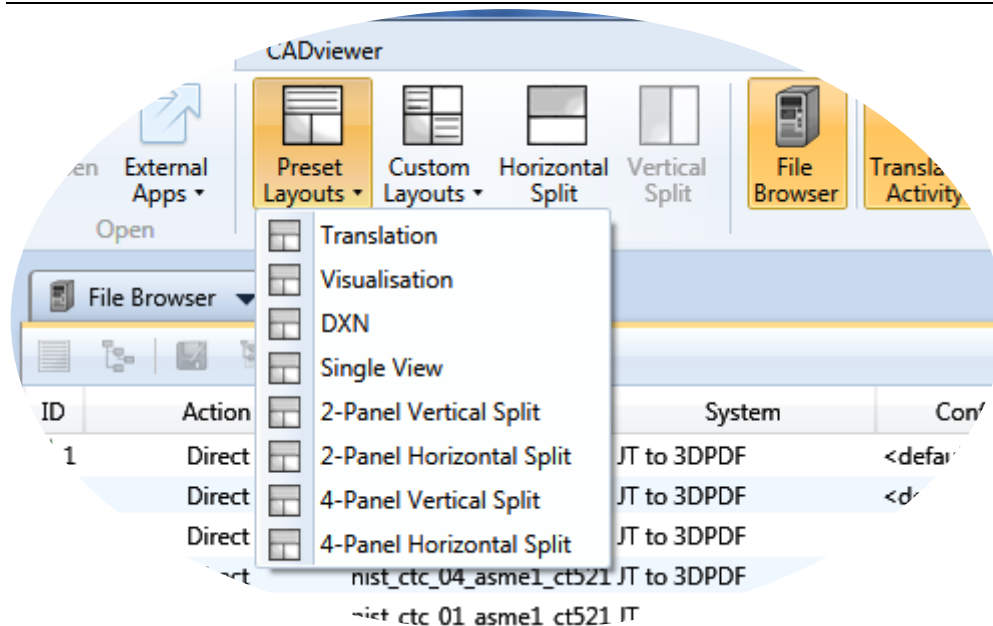 CADviewer
External Apps
Preset Layouts
Custom Layouts
Horizontal Split
Vertical Split
File Browser
Activity
Open
Translation
Visualisation
DXN
Single View
2-Panel Vertical Split
2-Panel Horizontal Split
4-Panel Vertical Split
4-Panel Horizontal Split
File Browser
ID Action System
1 Direct JT to 3DPDF
Direct JT to 3DPDF
Direct JT to 3DPDF
nist_ctc_04_asme1_ct521 JT to 3DPDF
nist_ctc_01_asme1_ct521 JT